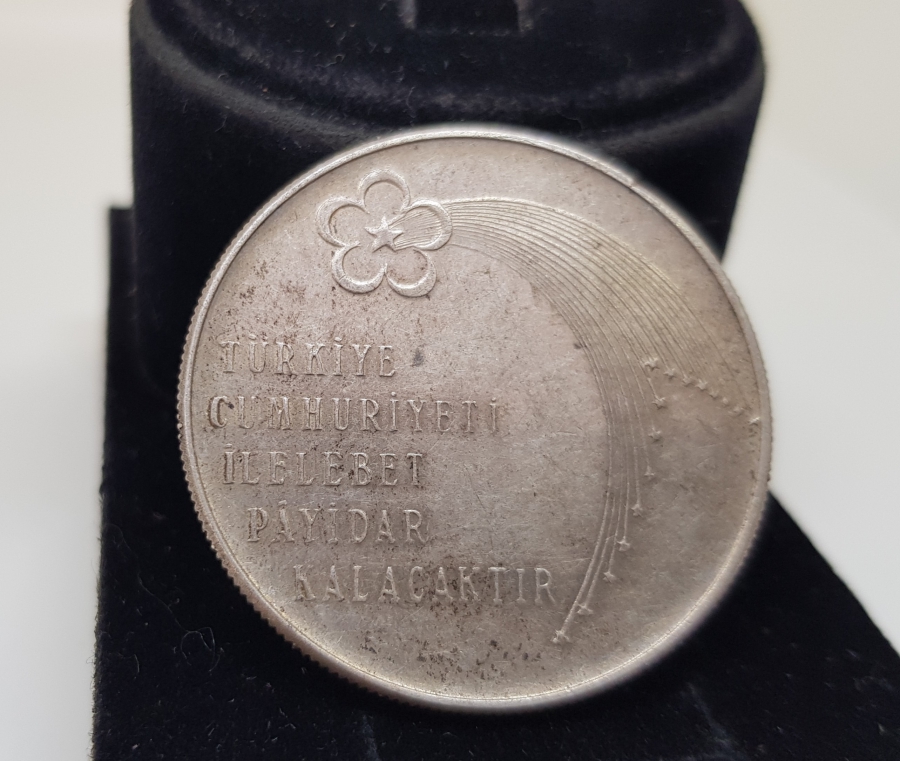 TÜRKİYE
CUMHURİYETİ
İLELEBET
PÂYİDAR
KALACAKTIR